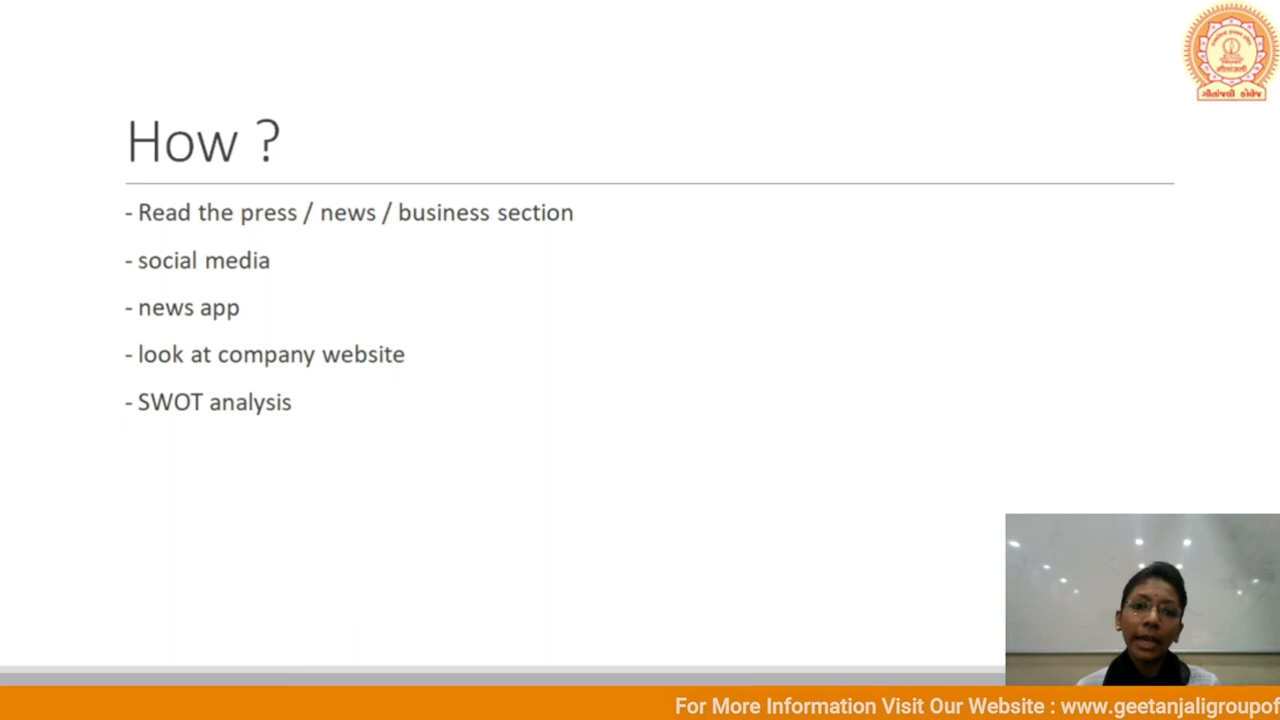 ગીતાંજલી કોલેજ
How ?
- Read the press / news / business section
- social media
- news app
- look at company website
- SWOT analysis
For More Information Visit Our Website : www.geetanjaligroupof